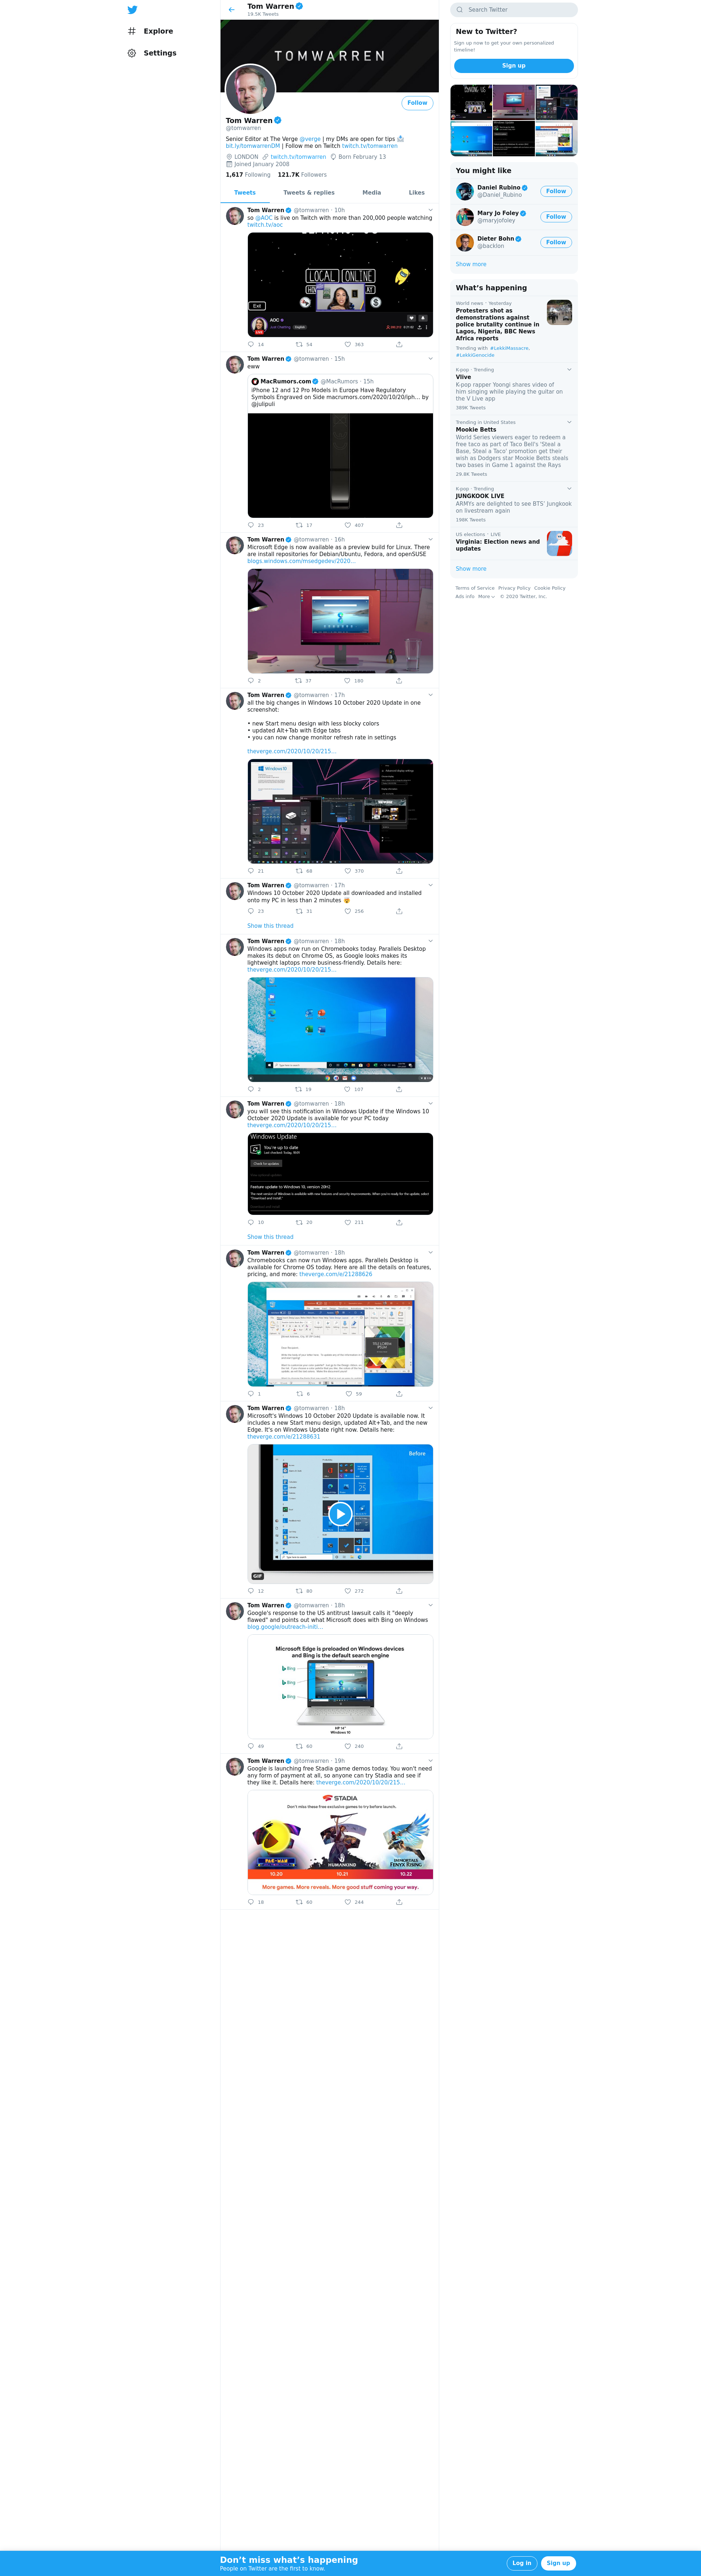 Explore
Settings
Tom Warren
19.5K Tweets
TOMWARREN
Follow
Tom Warren
@tomwarren
Senior Editor at The Verge @verge | my DMs are open for tips 📩
bit.ly/tomwarrenDM | Follow me on Twitch twitch.tv/tomwarren
LONDON twitch.tv/tomwarren Born February 13
Joined January 2008
1,617 Following 121.7K Followers
Tweets Tweets & replies Media Likes
Tom Warren @tomwarren · 10h
so @AOC is live on Twitch with more than 200,000 people watching
twitch.tv/aoc
LOCAL ONLINE
Exit
AOC
LIVE
14 54 363
Tom Warren @tomwarren · 15h
eww
MacRumors.com @MacRumors · 15h
iPhone 12 and 12 Pro Models in Europe Have Regulatory
Symbols Engraved on Side macrumors.com/2020/10/20/iph… by
@julipuli
23 17 407
Tom Warren @tomwarren · 16h
Microsoft Edge is now available as a preview build for Linux. There
are install repositories for Debian/Ubuntu, Fedora, and openSUSE
blogs.windows.com/msedgedev/2020…
2 37 180
Tom Warren @tomwarren · 17h
all the big changes in Windows 10 October 2020 Update in one
screenshot:
• new Start menu design with less blocky colors
• updated Alt+Tab with Edge tabs
• you can now change monitor refresh rate in settings
theverge.com/2020/10/20/215…
Windows 10
21 68 370
Tom Warren @tomwarren · 17h
Windows 10 October 2020 Update all downloaded and installed
onto my PC in less than 2 minutes 😮
23 31 256
Show this thread
Tom Warren @tomwarren · 18h
Windows apps now run on Chromebooks today. Parallels Desktop
makes its debut on Chrome OS, as Google looks makes its
lightweight laptops more business-friendly. Details here:
theverge.com/2020/10/20/215…
2 19 107
Tom Warren @tomwarren · 18h
you will see this notification in Windows Update if the Windows 10
October 2020 Update is available for your PC today
theverge.com/2020/10/20/215…
Windows Update
You're up to date
Check for updates
Feature update to Windows 10, version 20H2
10 20 211
Show this thread
Tom Warren @tomwarren · 18h
Chromebooks can now run Windows apps. Parallels Desktop is
available for Chrome OS today. Here are all the details on features,
pricing, and more: theverge.com/e/21288626
1 6 59
Tom Warren @tomwarren · 18h
Microsoft's Windows 10 October 2020 Update is available now. It
includes a new Start menu design, updated Alt+Tab, and the new
Edge. It's on Windows Update right now. Details here:
theverge.com/e/21288631
Before
GIF
12 80 272
Tom Warren @tomwarren · 18h
Google's response to the US antitrust lawsuit calls it "deeply
flawed" and points out what Microsoft does with Bing on Windows
blog.google/outreach-initi…
Microsoft Edge is preloaded on Windows devices
and Bing is the default search engine
Bing
Bing
Bing
HP 14"
Windows 10
49 60 240
Tom Warren @tomwarren · 19h
Google is launching free Stadia game demos today. You won't need
any form of payment at all, so anyone can try Stadia and see if
they like it. Details here: theverge.com/2020/10/20/215…
STADIA
Don't miss these free exclusive games to try before launch.
PAC-MAN
HUMANKIND
IMMORTALS
FENYX RISING
10.20 10.21 10.22
More games. More reveals. More good stuff coming your way.
18 60 244
Search Twitter
New to Twitter?
Sign up now to get your own personalized
timeline!
Sign up
You might like
Daniel Rubino
@Daniel_Rubino
Follow
Mary Jo Foley
@maryjofoley
Follow
Dieter Bohn
@backlon
Follow
Show more
What's happening
World news · Yesterday
Protesters shot as
demonstrations against
police brutality continue in
Lagos, Nigeria, BBC News
Africa reports
Trending with #LekkiMassacre,
#LekkiGenocide
K-pop · Trending
Vlive
K-pop rapper Yoongi shares video of
him singing while playing the guitar on
the V Live app
389K Tweets
Trending in United States
Mookie Betts
World Series viewers eager to redeem a
free taco as part of Taco Bell's 'Steal a
Base, Steal a Taco' promotion get their
wish as Dodgers star Mookie Betts steals
two bases in Game 1 against the Rays
29.9K Tweets
K-pop · Trending
JUNGKOOK LIVE
ARMYs are delighted to see BTS' Jungkook
on livestream again
198K Tweets
US elections · LIVE
Virginia: Election news and
updates
Show more
Terms of Service Privacy Policy Cookie Policy
Ads info More © 2020 Twitter, Inc.
Don't miss what's happening
People on Twitter are the first to know.
Log in
Sign up